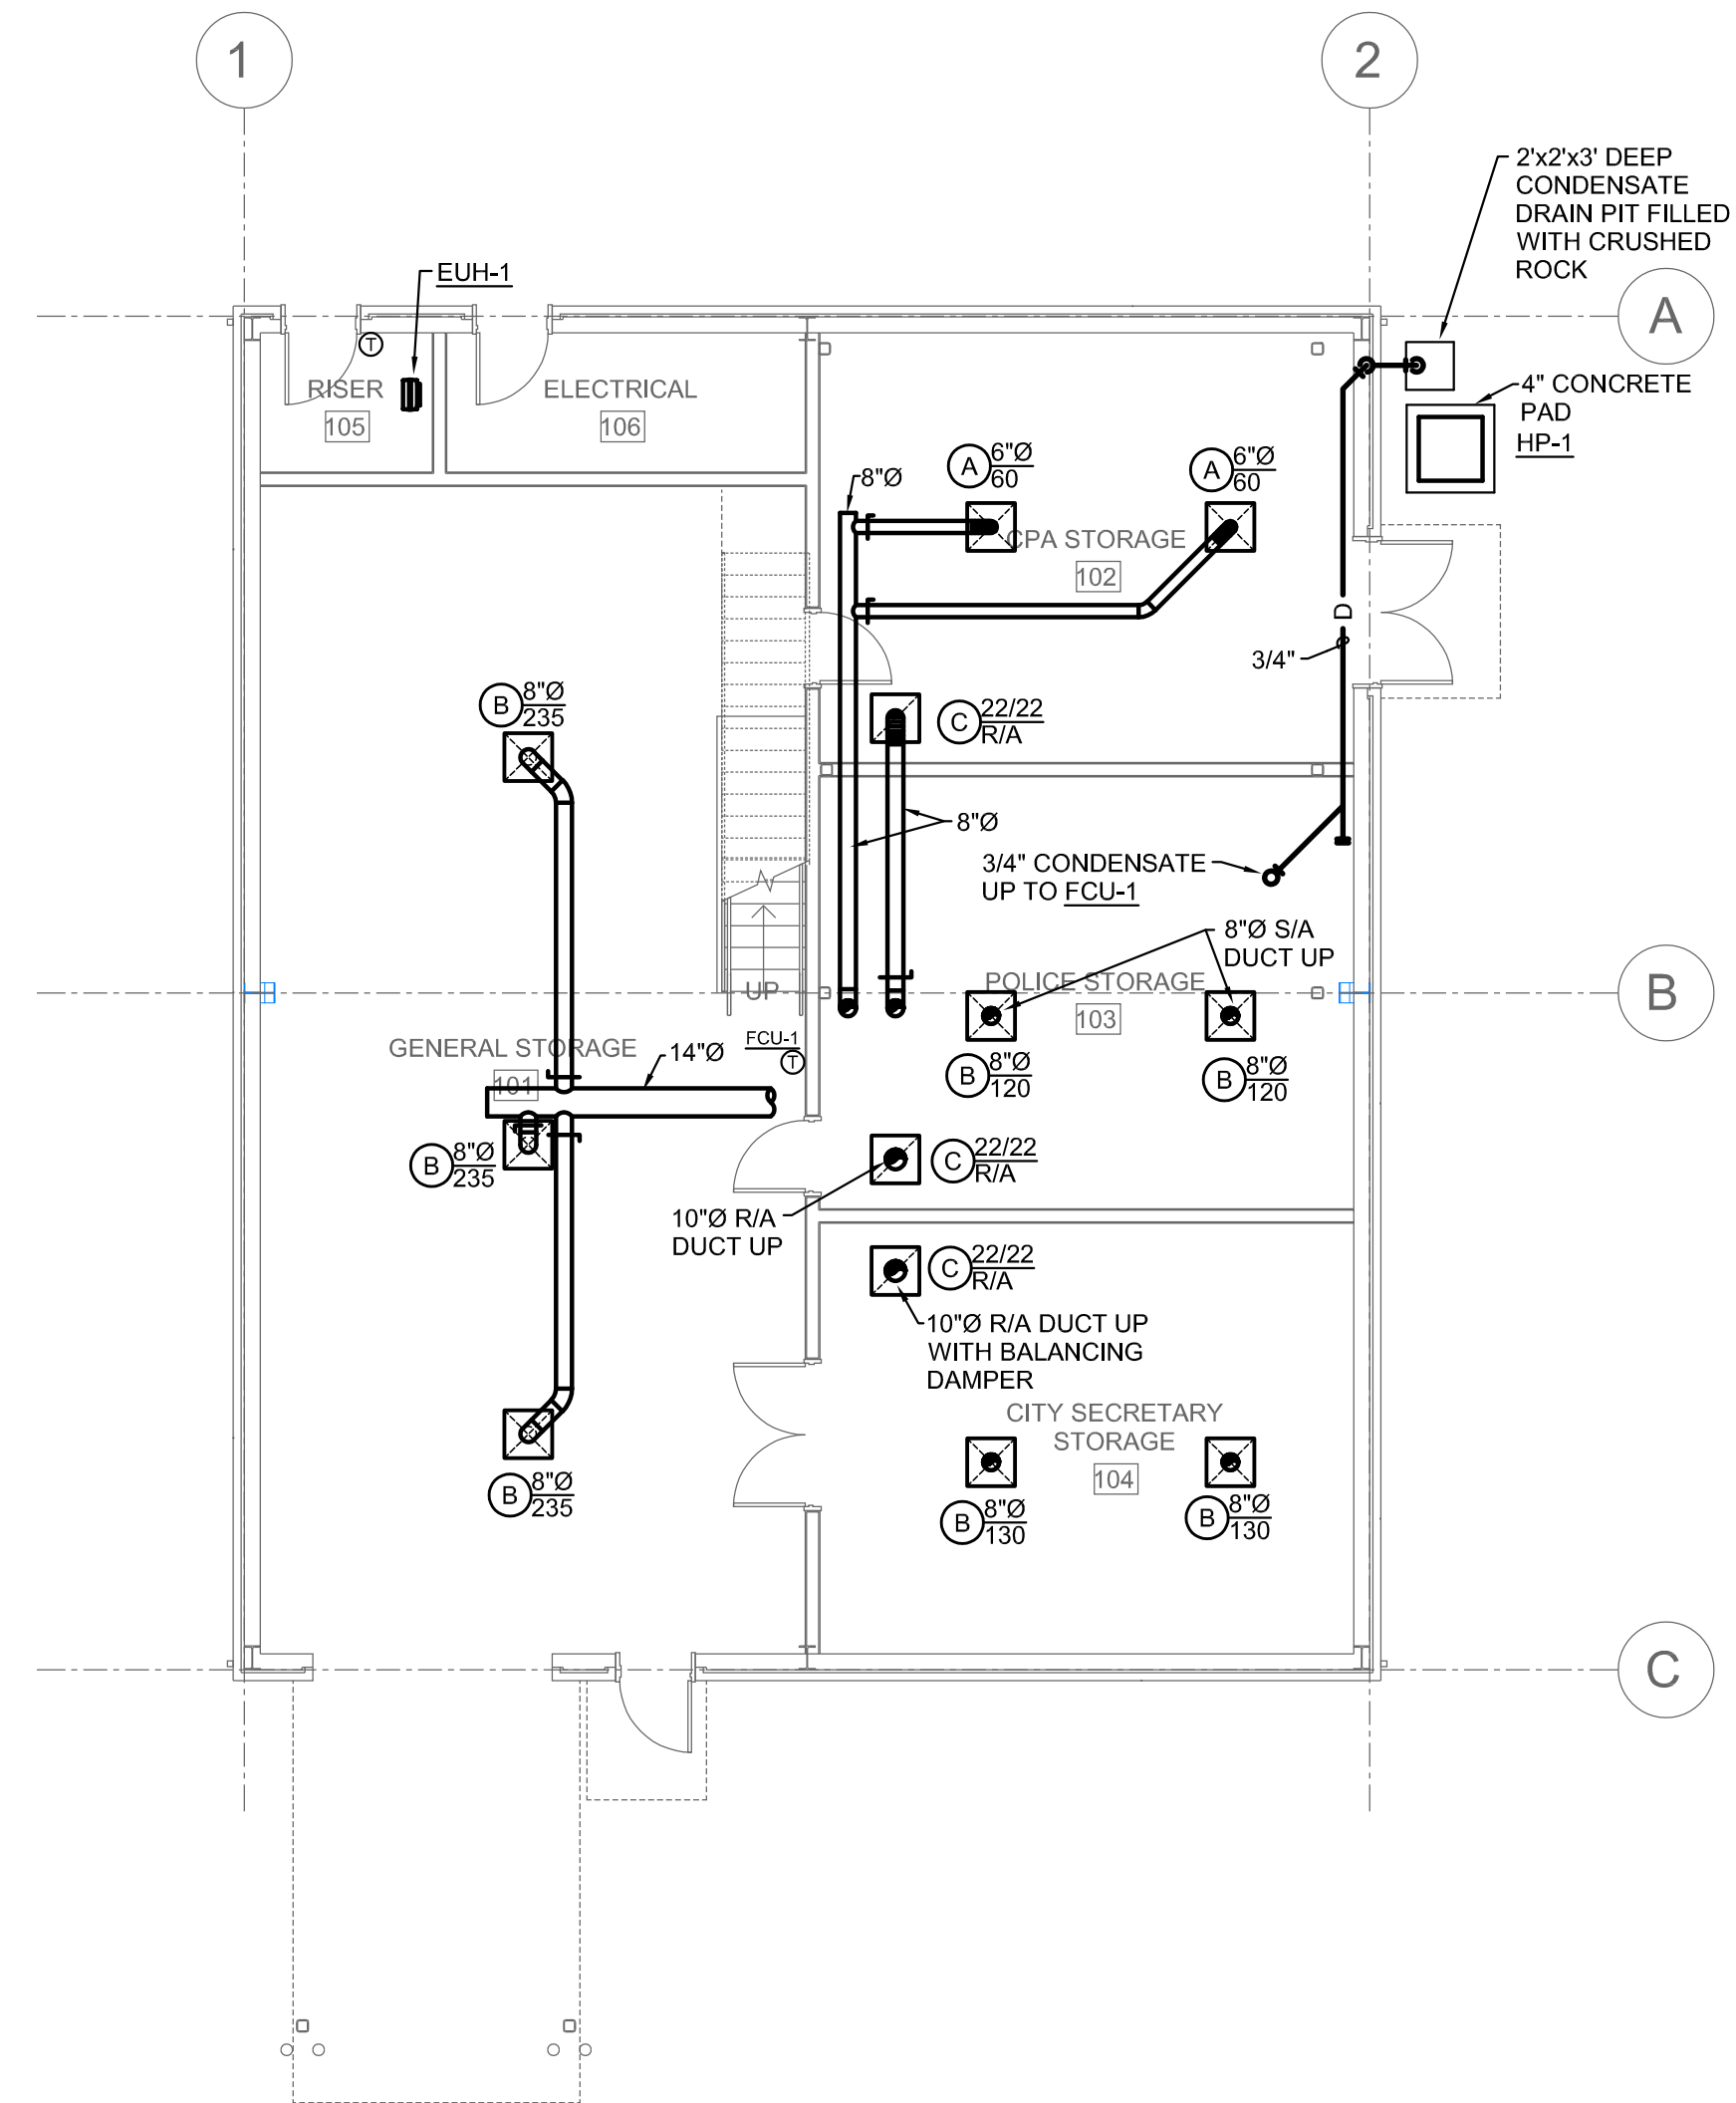 1
2
2'x2'x3' DEEP
CONDENSATE
DRAIN PIT FILLED
WITH CRUSHED
ROCK
EUH-1
A
T
RISER
105
ELECTRICAL
106
4" CONCRETE
PAD
HP-1
A
6"Ø
60
A
6"Ø
60
8"Ø
CPA STORAGE
102
D
3/4"
B
8"Ø
235
C
22/22
R/A
8"Ø
3/4" CONDENSATE
UP TO FCU-1
8"Ø S/A
DUCT UP
UP
POLICE STORAGE
103
B
GENERAL STORAGE
101
14"Ø
FCU-1
T
B
8"Ø
120
B
8"Ø
120
B
8"Ø
235
C
22/22
R/A
10"Ø R/A
DUCT UP
C
22/22
R/A
10"Ø R/A DUCT UP
WITH BALANCING
DAMPER
CITY SECRETARY
STORAGE
104
B
8"Ø
235
B
8"Ø
130
B
8"Ø
130
C